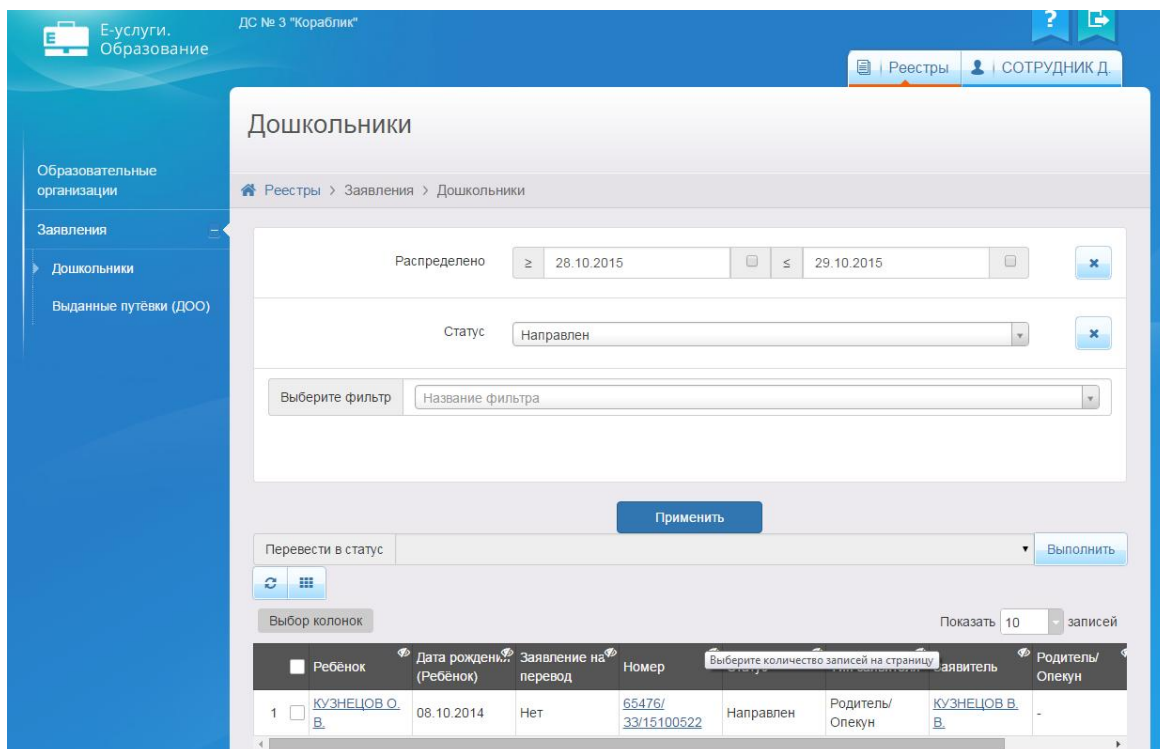 Е-услуги.
Образование
ДС № 3 "Кораблик"
?
Реестры
СОТРУДНИК Д.
Дошкольники
Образовательные
организации
Заявления
Дошкольники
Выданные путёвки (ДОО)
Реестры > Заявления > Дошкольники
Распределено ≥ 28.10.2015 ≤ 29.10.2015
Статус Направлен
Выберите фильтр Название фильтра
Применить
Перевести в статус Выполнить
Выбор колонок Показать 10 записей
Выберите количество записей на страницу
Ребёнок Дата рождени.. Заявление на Номер Заявитель Родитель/
(Ребёнок) перевод Опекун
1 КУЗНЕЦОВ О. 08.10.2014 Нет 65476/ Направлен Родитель/ КУЗНЕЦОВ В. -
В. 33/15100522 Опекун В.